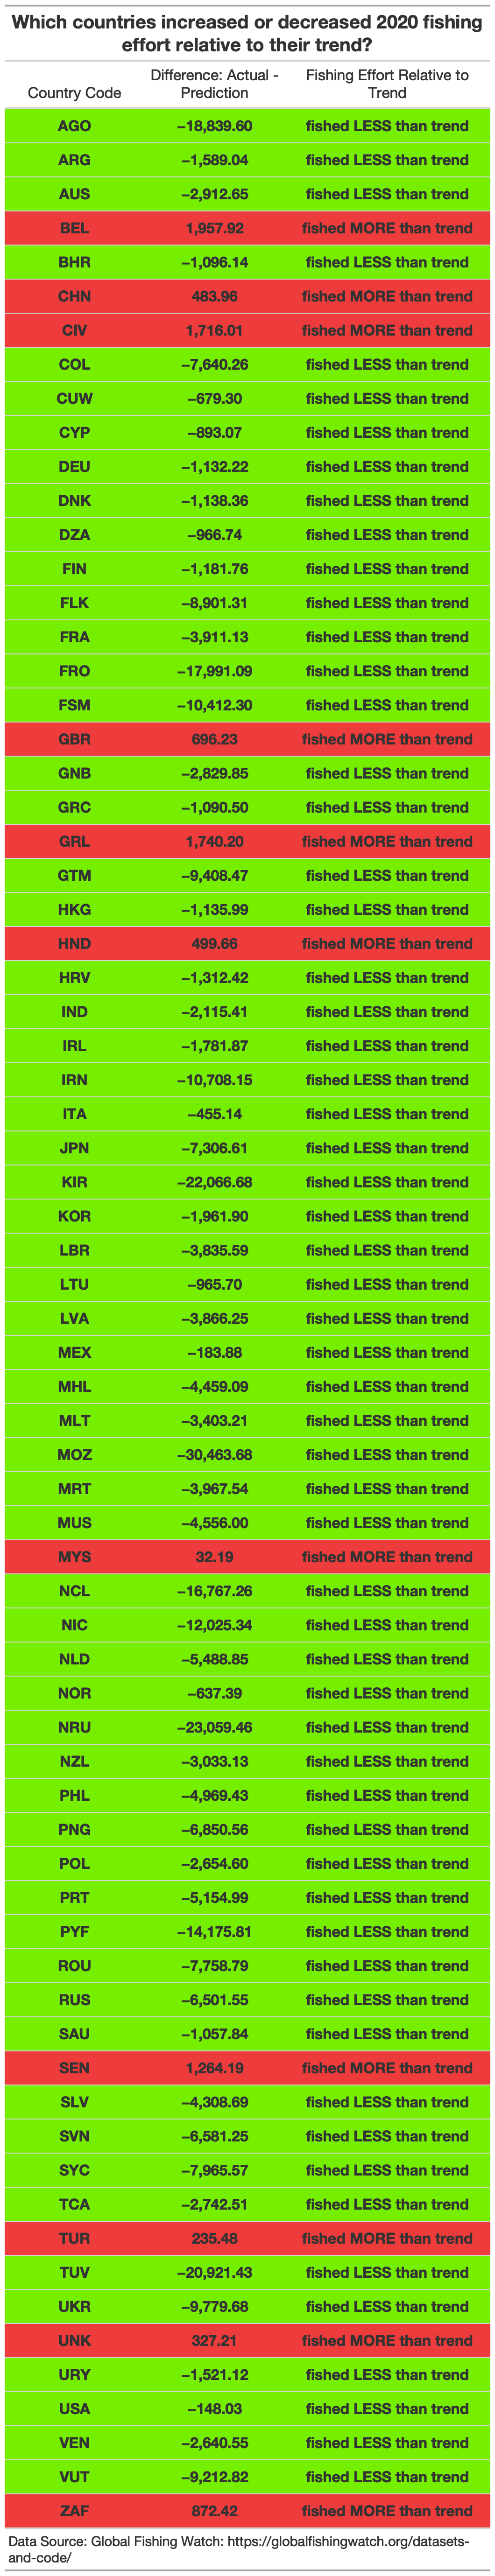 Which countries increased or decreased 2020 fishing
effort relative to their trend?
Country Code Difference: Actual - Prediction Fishing Effort Relative to Trend
AGO −18,839.60 fished LESS than trend
ARG −1,589.04 fished LESS than trend
AUS −2,912.65 fished LESS than trend
BEL 1,957.92 fished MORE than trend
BHR −1,096.14 fished LESS than trend
CHN 483.96 fished MORE than trend
CIV 1,716.01 fished MORE than trend
COL −7,640.26 fished LESS than trend
CUW −679.30 fished LESS than trend
CYP −893.07 fished LESS than trend
DEU −1,132.22 fished LESS than trend
DNK −1,138.36 fished LESS than trend
DZA −966.74 fished LESS than trend
FIN −1,181.76 fished LESS than trend
FLK −8,901.31 fished LESS than trend
FRA −3,911.13 fished LESS than trend
FRO −17,991.09 fished LESS than trend
FSM −10,412.30 fished LESS than trend
GBR 696.23 fished MORE than trend
GNB −2,829.85 fished LESS than trend
GRC −1,090.50 fished LESS than trend
GRL 1,740.20 fished MORE than trend
GTM −9,408.47 fished LESS than trend
HKG −1,135.99 fished LESS than trend
HND 499.66 fished MORE than trend
HRV −1,312.42 fished LESS than trend
IND −2,115.41 fished LESS than trend
IRL −1,781.87 fished LESS than trend
IRN −10,708.15 fished LESS than trend
ITA −455.14 fished LESS than trend
JPN −7,306.61 fished LESS than trend
KIR −22,066.68 fished LESS than trend
KOR −1,961.90 fished LESS than trend
LBR −3,835.59 fished LESS than trend
LTU −965.70 fished LESS than trend
LVA −3,866.25 fished LESS than trend
MEX −183.88 fished LESS than trend
MHL −4,459.09 fished LESS than trend
MLT −3,403.21 fished LESS than trend
MOZ −30,463.68 fished LESS than trend
MRT −3,967.54 fished LESS than trend
MUS −4,556.00 fished LESS than trend
MYS 32.19 fished MORE than trend
NCL −16,767.26 fished LESS than trend
NIC −12,025.34 fished LESS than trend
NLD −5,488.85 fished LESS than trend
NOR −637.39 fished LESS than trend
NRU −23,059.46 fished LESS than trend
NZL −3,033.13 fished LESS than trend
PHL −4,969.43 fished LESS than trend
PNG −6,850.56 fished LESS than trend
POL −2,654.60 fished LESS than trend
PRT −5,154.99 fished LESS than trend
PYF −14,175.81 fished LESS than trend
ROU −7,758.79 fished LESS than trend
RUS −6,501.55 fished LESS than trend
SAU −1,057.84 fished LESS than trend
SEN 1,264.19 fished MORE than trend
SLV −4,308.69 fished LESS than trend
SVN −6,581.25 fished LESS than trend
SYC −7,965.57 fished LESS than trend
TCA −2,742.51 fished LESS than trend
TUR 235.48 fished MORE than trend
TUV −20,921.43 fished LESS than trend
UKR −9,779.68 fished LESS than trend
UNK 327.21 fished MORE than trend
URY −1,521.12 fished LESS than trend
USA −148.03 fished LESS than trend
VEN −2,640.55 fished LESS than trend
VUT −9,212.82 fished LESS than trend
ZAF 872.42 fished MORE than trend
Data Source: Global Fishing Watch: https://globalfishingwatch.org/datasets-
and-code/